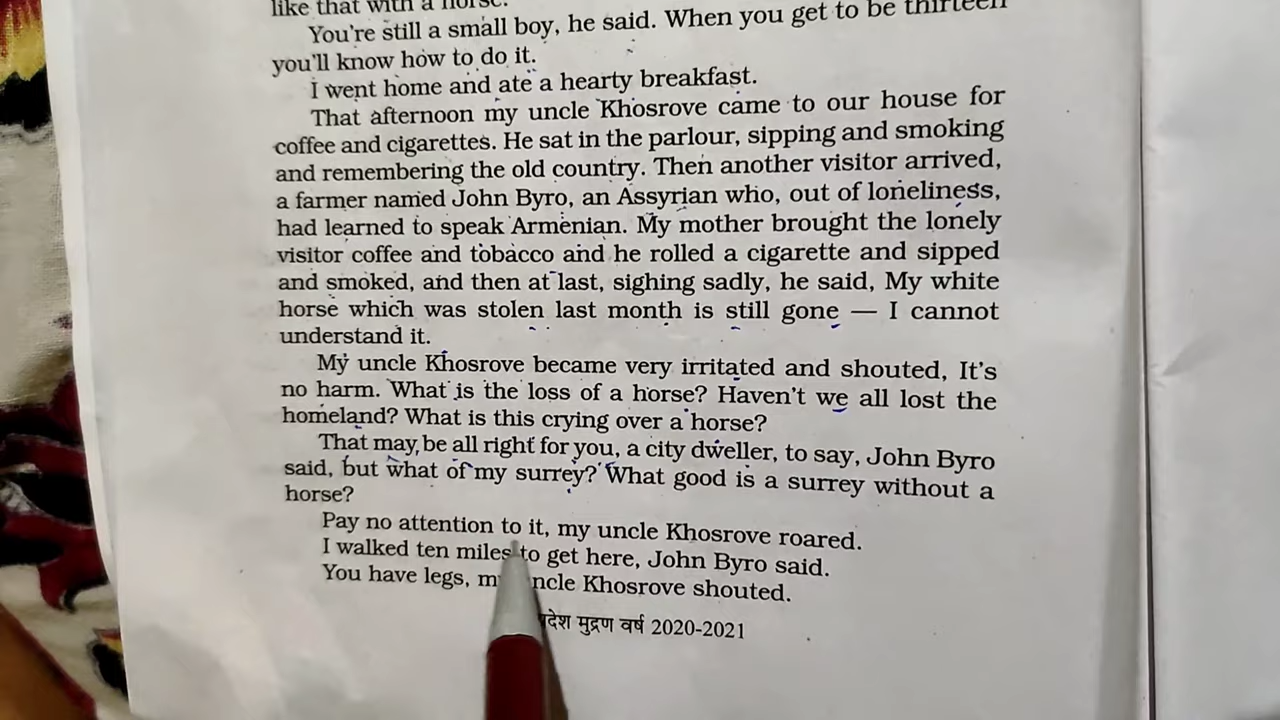 like that with a horse.
You're still a small boy, he said. When you get to be thirteen
you'll know how to do it.
I went home and ate a hearty breakfast.
That afternoon my uncle Khosrove came to our house for
coffee and cigarettes. He sat in the parlour, sipping and smoking
and remembering the old country. Then another visitor arrived,
a farmer named John Byro, an Assyrian who, out of loneliness,
had learned to speak Armenian. My mother brought the lonely
visitor coffee and tobacco and he rolled a cigarette and sipped
and smoked, and then at last, sighing sadly, he said, My white
horse which was stolen last month is still gone — I cannot
understand it.
My uncle Khosrove became very irritated and shouted, It's
no harm. What is the loss of a horse? Haven't we all lost the
homeland? What is this crying over a horse?
That may be all right for you, a city dweller, to say, John Byro
said, but what of my surrey? What good is a surrey without a
horse?
Pay no attention to it, my uncle Khosrove roared.
I walked ten miles to get here, John Byro said.
You have legs, my uncle Khosrove shouted.
मुद्रण वर्ष 2020-2021